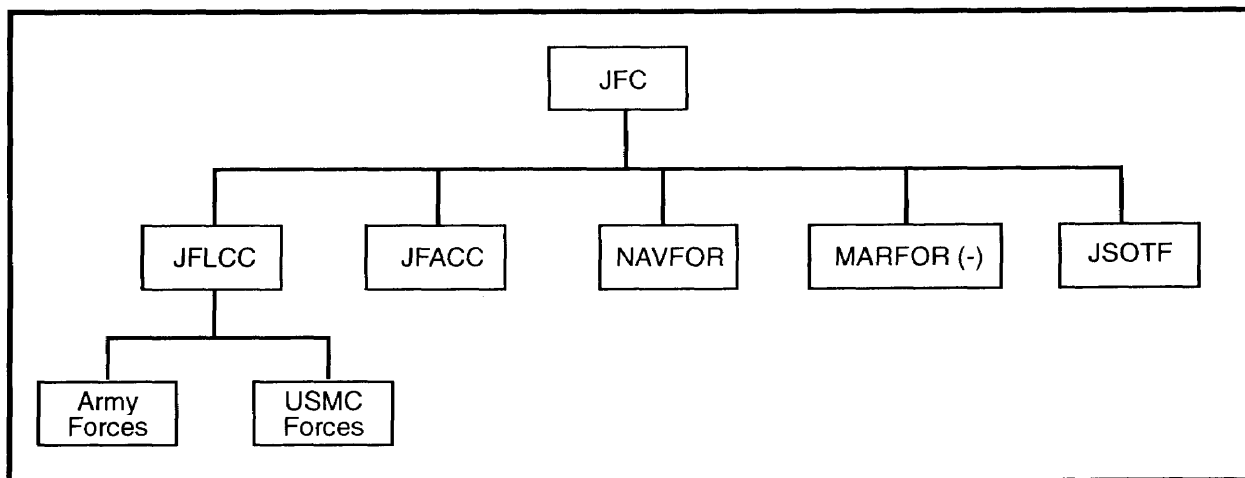 JFC
JFLCC
JFACC
NAVFOR
MARFOR (-)
JSOTF
Army
Forces
USMC
Forces